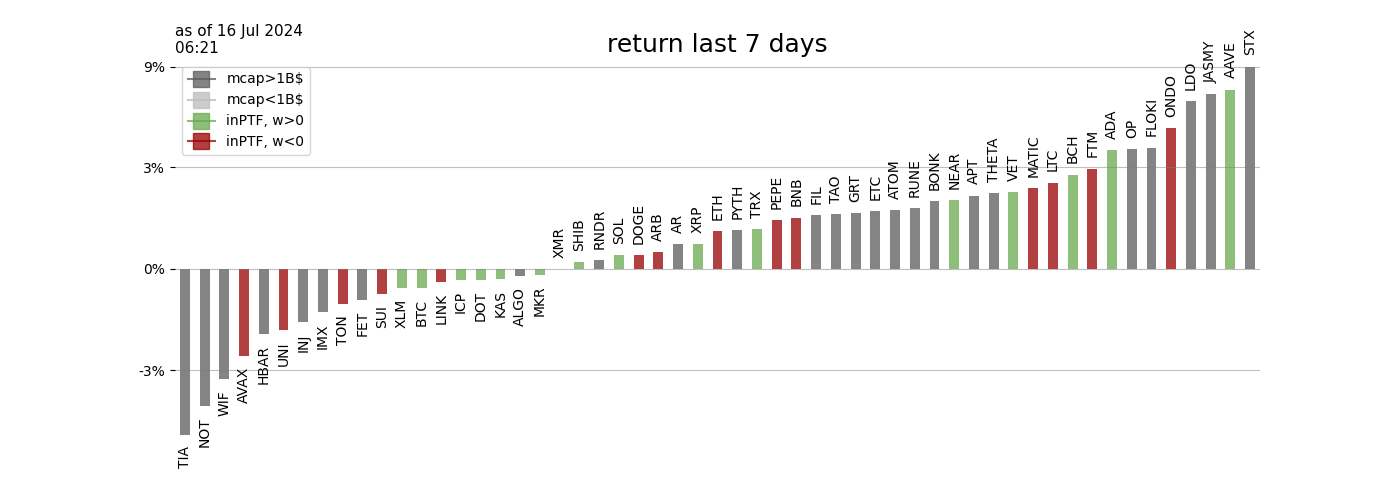 as of 16 Jul 2024
06:21
return last 7 days
mcap>1B$
mcap<1B$
inPTF, w>0
inPTF, w<0
9%
3%
0%
-3%
TIA
NOT
WIF
AVAX
HBAR
UNI
INJ
IMX
TON
FET
SUI
XLM
BTC
LINK
ICP
DOT
KAS
ALGO
MKR
XMR
SHIB
RNDR
SOL
DOGE
ARB
AR
XRP
ETH
PYTH
TRX
PEPE
BNB
FIL
TAO
GRT
ETC
ATOM
RUNE
BONK
NEAR
APT
THETA
VET
MATIC
LTC
BCH
FTM
ADA
OP
FLOKI
ONDO
LDO
JASMY
AAVE
STX